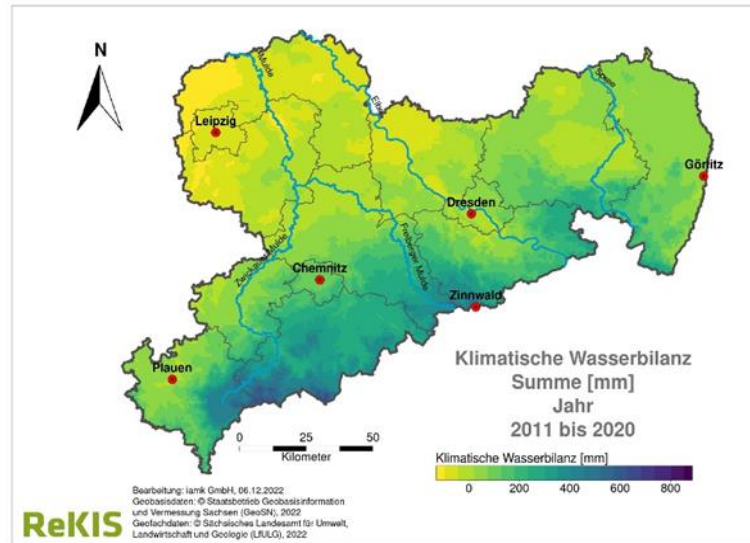 N
Mulde
Elbe
Spree
Leipzig
Görlitz
Dresden
Freiberger Mulde
Zwickauer Mulde
Chemnitz
Zinnwald
Plauen
Klimatische Wasserbilanz
Summe [mm]
Jahr
2011 bis 2020
0 25 50
Kilometer
Klimatische Wasserbilanz [mm]
0 200 400 600 800
ReKIS
Bearbeitung: iamk GmbH, 06.12.2022
Geobasisdaten: © Staatsbetrieb Geobasisinformation
und Vermessung Sachsen (GeoSN), 2022
Geofachdaten: © Sächsisches Landesamt für Umwelt,
Landwirtschaft und Geologie (LfULG), 2022